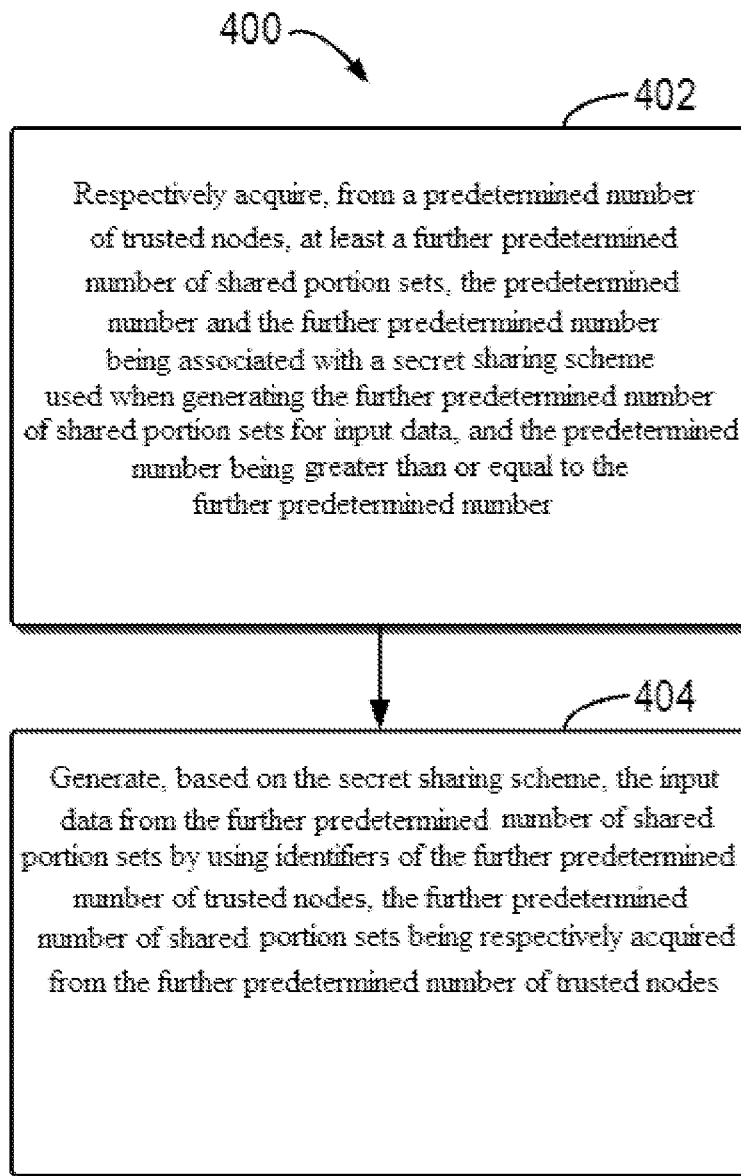 400
402
Respectively acquire, from a predetermined number
of trusted nodes, at least a further predetermined
number of shared portion sets, the predetermined
number and the further predetermined number
being associated with a secret sharing scheme
used when generating the further predetermined number
of shared portion sets for input data, and the predetermined
number being greater than or equal to the
further predetermined number
404
Generate, based on the secret sharing scheme, the input
data from the further predetermined number of shared
portion sets by using identifiers of the further predetermined
number of trusted nodes, the further predetermined
number of shared portion sets being respectively acquired
from the further predetermined number of trusted nodes